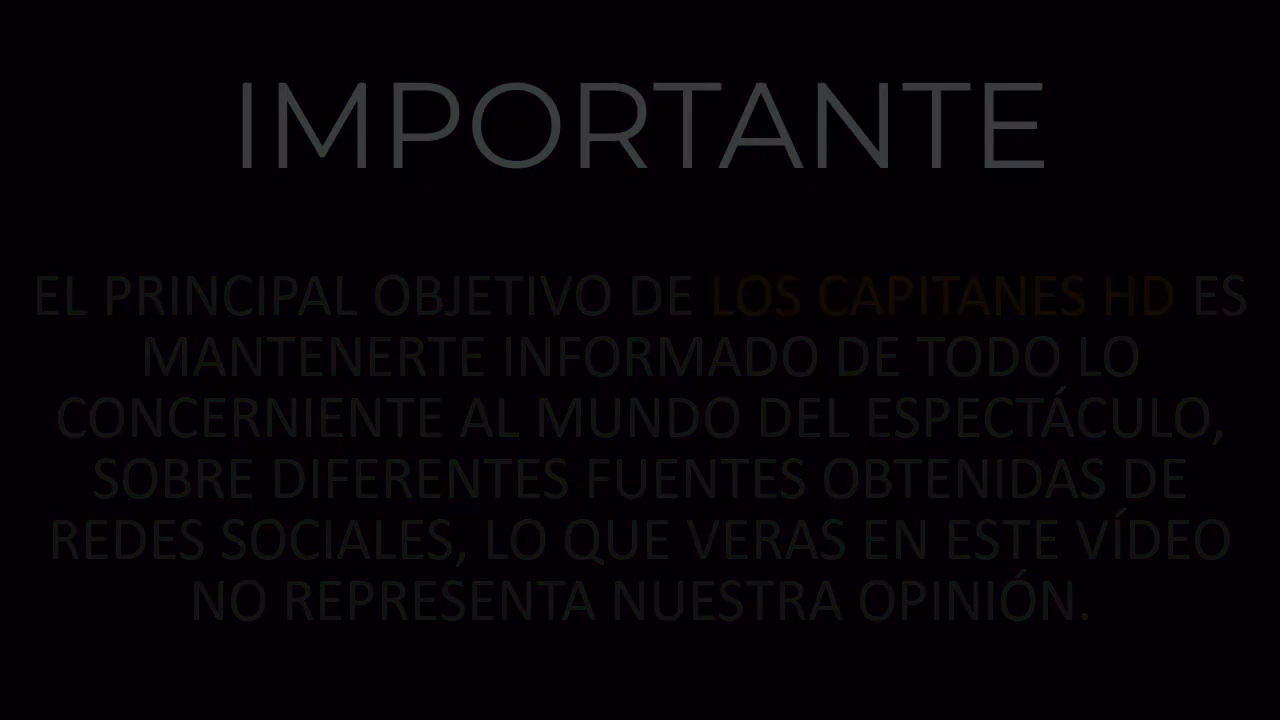 IMPORTANTE
EL PRINCIPAL OBJETIVO DE LOS CAPITANES HD ES
MANTENERTE INFORMADO DE TODO LO
CONCERNIENTE AL MUNDO DEL ESPECTÁCULO,
SOBRE DIFERENTES FUENTES OBTENIDAS DE
REDES SOCIALES, LO QUE VERAS EN ESTE VÍDEO
NO REPRESENTA NUESTRA OPINIÓN.